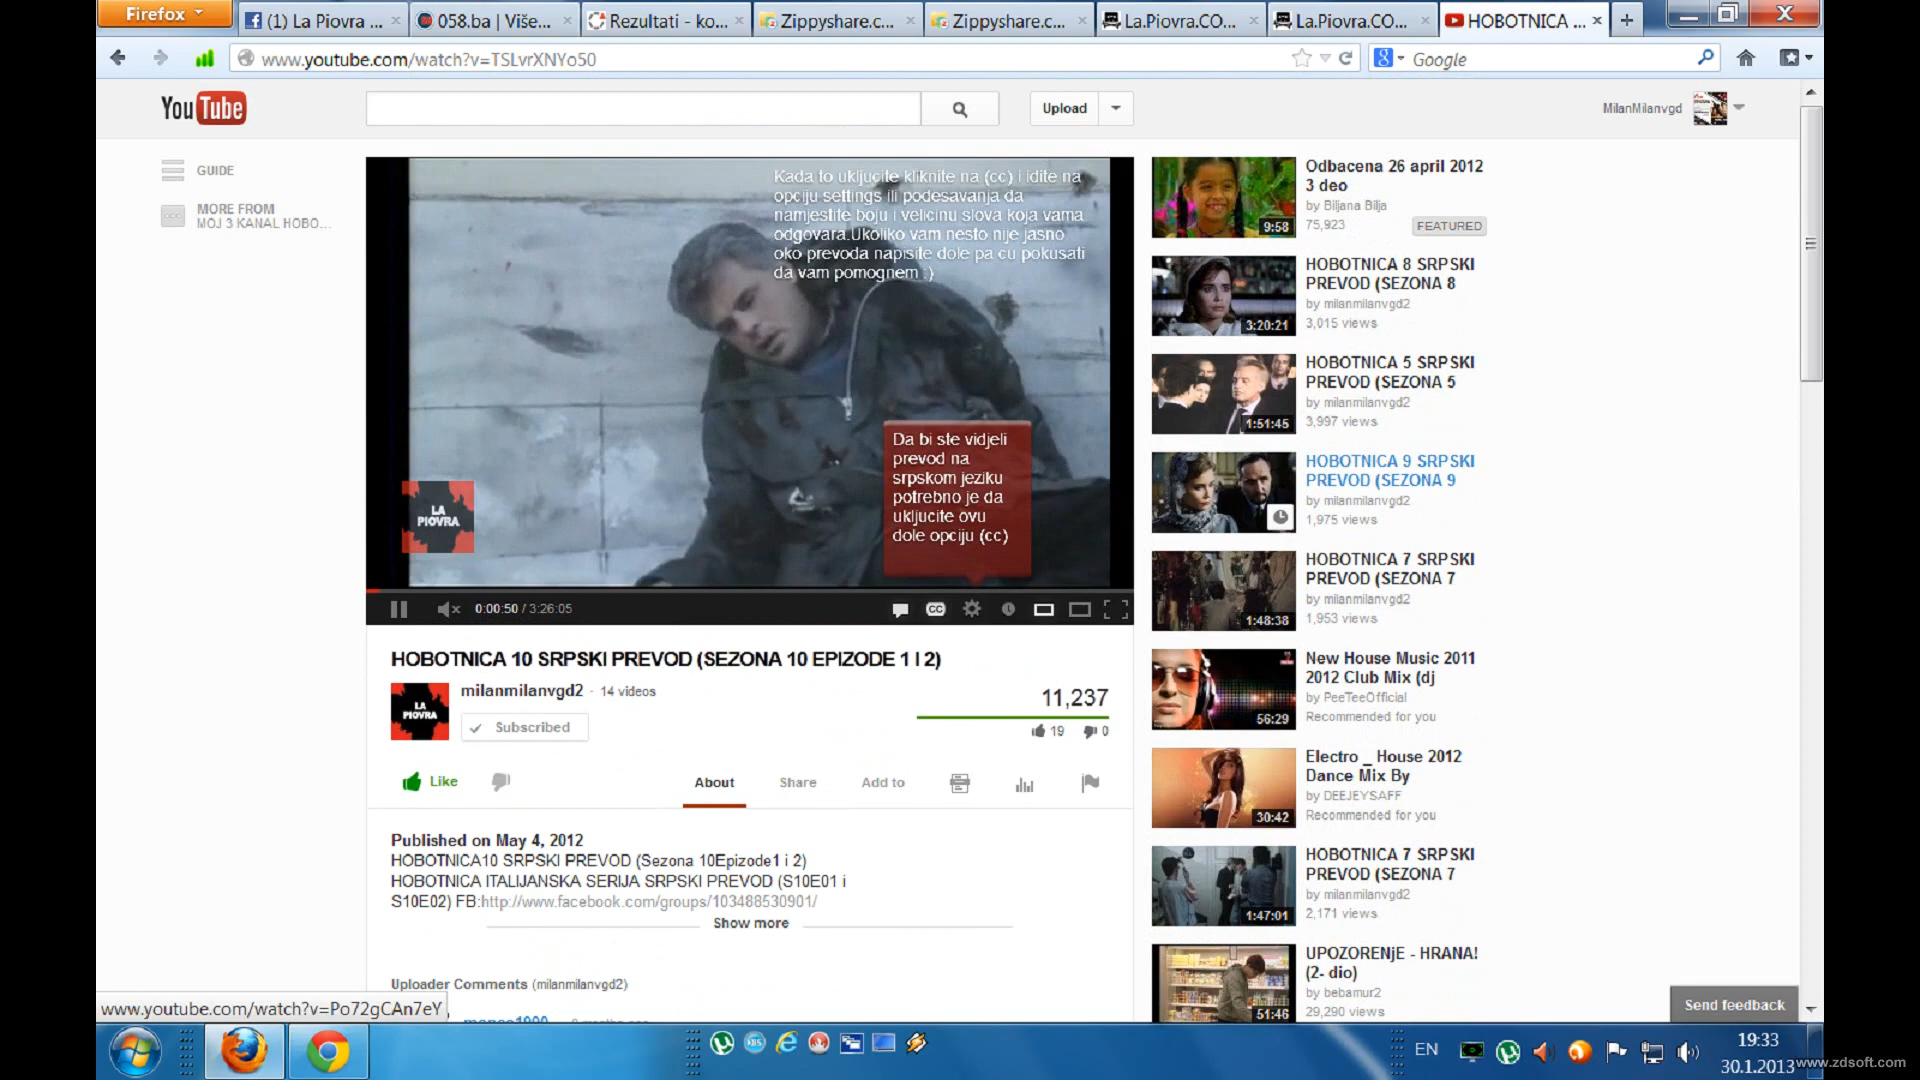 Firefox
(1) La Piovra ...
058.ba | Više...
Rezultati - ko...
Zippyshare.c...
Zippyshare.c...
La.Piovra.CO...
La.Piovra.CO...
HOBOTNICA ...
www.youtube.com/watch?v=TSLvrXNYo50
Google
YouTube
Upload
MilanMilanvgd
GUIDE
MORE FROM
MOJ 3 KANAL HOBO...
Kada to ukljucite kliknite na (cc) i idite na
opciju settings ili podesavanja da
namjestite boju i velicinu slova koja vama
odgovara.Ukoliko vam nesto nije jasno
oko prevoda napisite dole pa cu pokusati
da vam pomognem :)
Da bi ste vidjeli
prevod na
srpskom jeziku
potrebno je da
ukljucite ovu
dole opciju (cc)
LA
PIOVRA
0:00:50 / 3:26:05
CC
HOBOTNICA 10 SRPSKI PREVOD (SEZONA 10 EPIZODE 1 I 2)
LA
PIOVRA
milanmilanvgd2 · 14 videos
Subscribed
11,237
19 0
Like
About Share Add to
Published on May 4, 2012
HOBOTNICA10 SRPSKI PREVOD (Sezona 10Epizode1 i 2)
HOBOTNICA ITALIJANSKA SERIJA SRPSKI PREVOD (S10E01 i
S10E02) FB:http://www.facebook.com/groups/103488530901/
Show more
Uploader Comments (milanmilanvgd2)
Odbacena 26 april 2012
3 deo
by Biljana Bilja
75,923
FEATURED
9:58
HOBOTNICA 8 SRPSKI
PREVOD (SEZONA 8
by milanmilanvgd2
3,015 views
3:20:21
HOBOTNICA 5 SRPSKI
PREVOD (SEZONA 5
by milanmilanvgd2
3,997 views
1:51:45
HOBOTNICA 9 SRPSKI
PREVOD (SEZONA 9
by milanmilanvgd2
1,975 views
HOBOTNICA 7 SRPSKI
PREVOD (SEZONA 7
by milanmilanvgd2
1,953 views
1:48:38
New House Music 2011
2012 Club Mix (dj
by PeeTeeOfficial
Recommended for you
56:29
Electro _ House 2012
Dance Mix By
by DEEJEYSAFF
Recommended for you
30:42
HOBOTNICA 7 SRPSKI
PREVOD (SEZONA 7
by milanmilanvgd2
2,171 views
1:47:01
UPOZORENjE - HRANA!
(2- dio)
by bebamur2
29,290 views
51:46
Send feedback
www.youtube.com/watch?v=Po72gCAn7eY
EN
19:33
30.1.2013
www.zdsoft.com